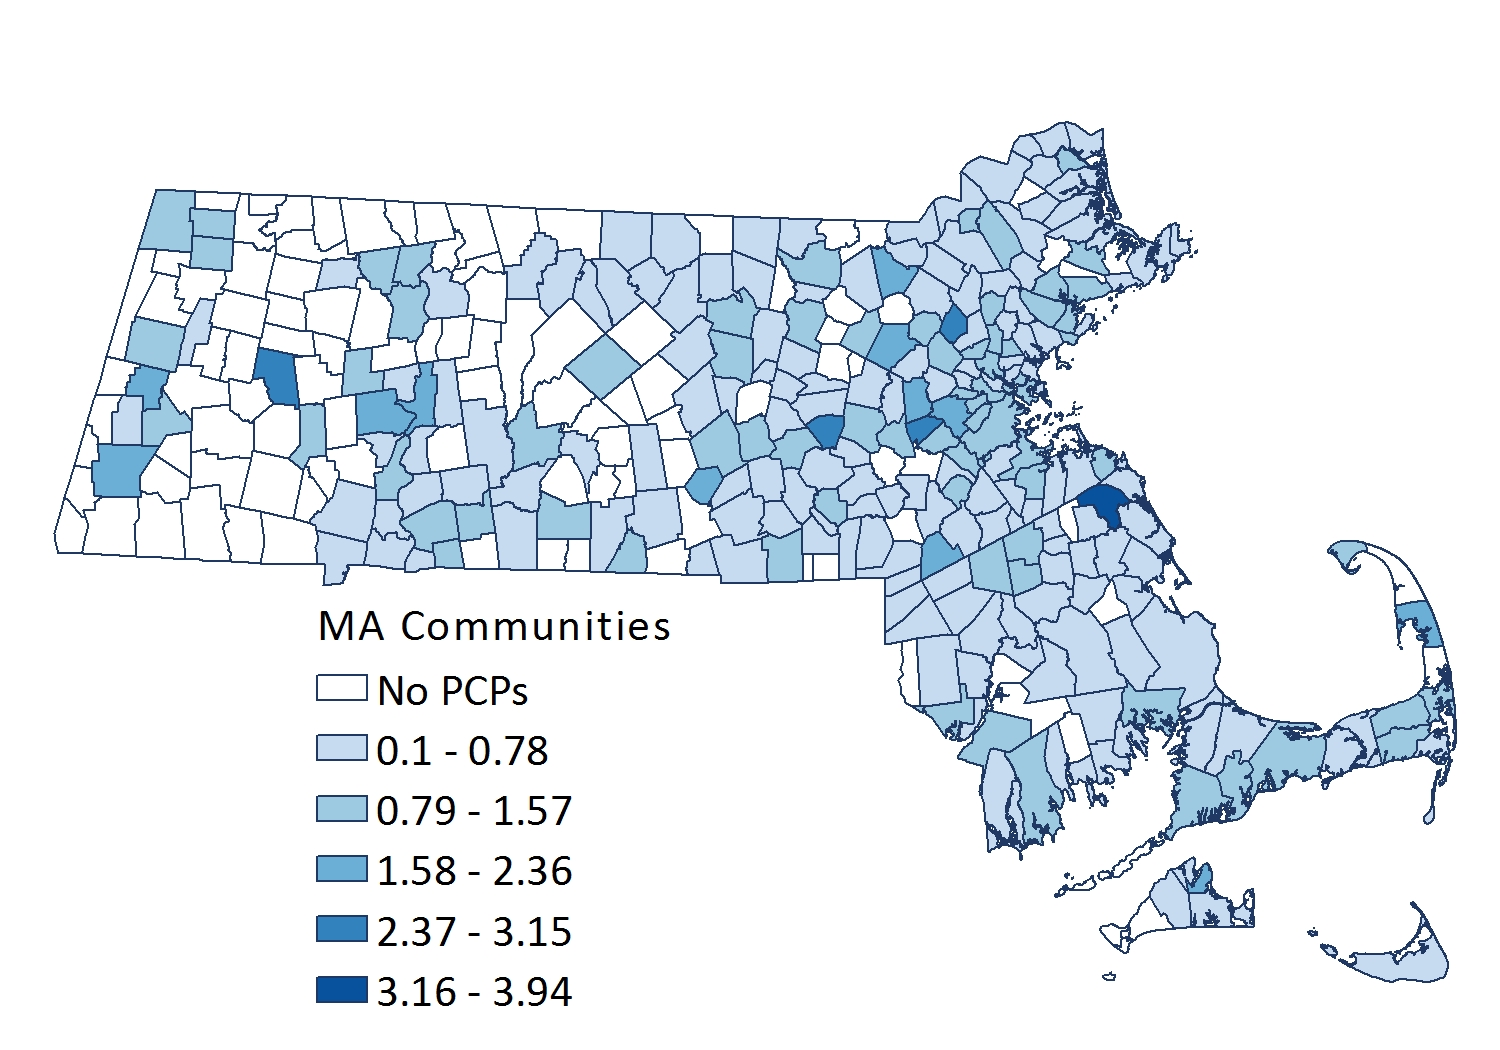 MA Communities
No PCPs
0.1 - 0.78
0.79 - 1.57
1.58 - 2.36
2.37 - 3.15
3.16 - 3.94